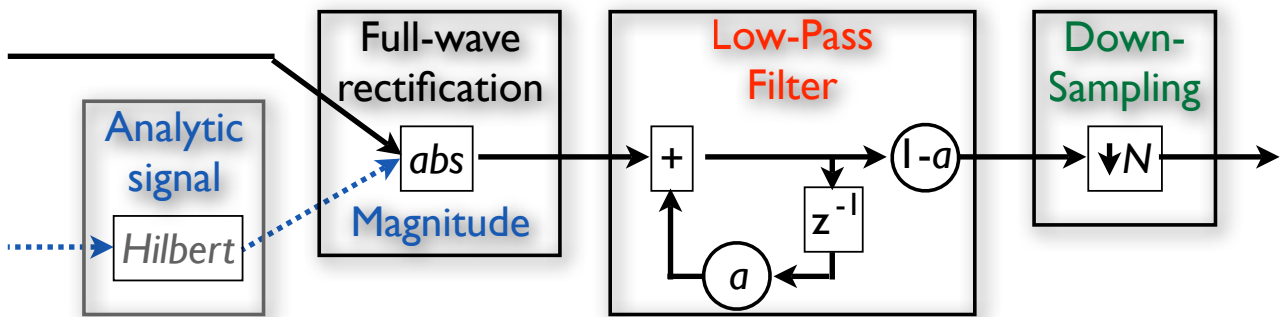 Analytic
signal
Hilbert
Full-wave
rectification
abs
Magnitude
Low-Pass
Filter
+
1-a
z⁻¹
a
Down-
Sampling
↓N